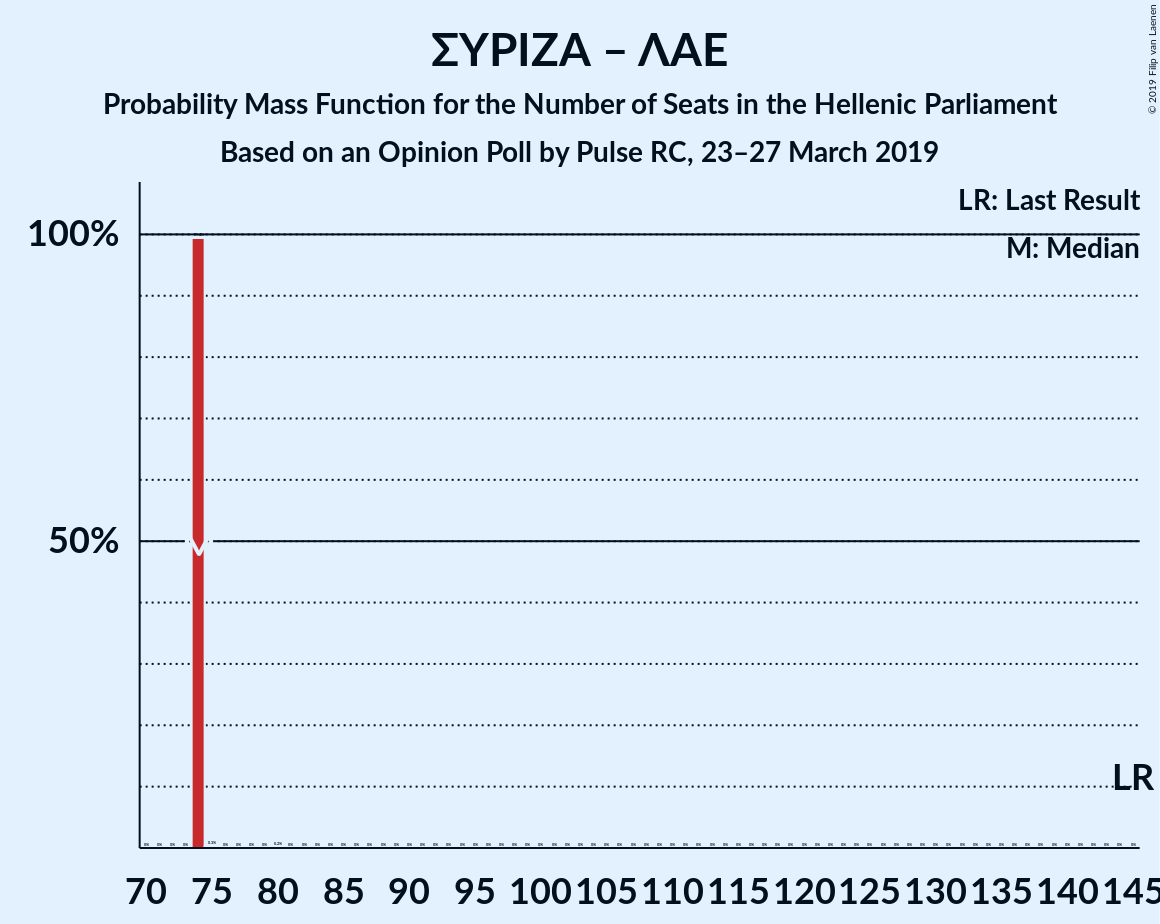 ΣΥΡΙΖΑ – ΛΑΕ
Probability Mass Function for the Number of Seats in the Hellenic Parliament
Based on an Opinion Poll by Pulse RC, 23–27 March 2019
© 2019 Filip van Laenen
LR: Last Result
M: Median
100%
50%
M
LR
70 75 80 85 90 95 100 105 110 115 120 125 130 135 140 145